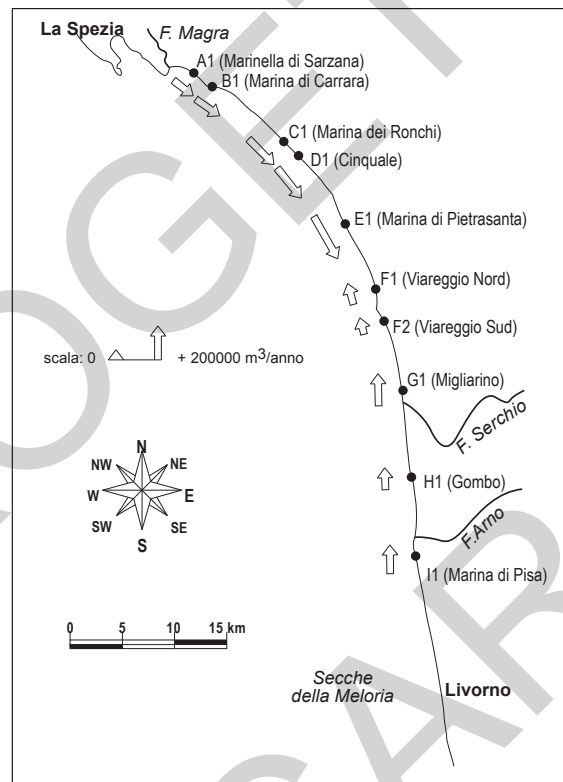 La Spezia
F. Magra
A1 (Marinella di Sarzana)
B1 (Marina di Carrara)
C1 (Marina dei Ronchi)
D1 (Cinquale)
E1 (Marina di Pietrasanta)
F1 (Viareggio Nord)
F2 (Viareggio Sud)
scala: 0 + 200000 m³/anno
G1 (Migliarino)
F. Serchio
N
NW NE
W E
SW SE
S
H1 (Gombo)
F.Arno
I1 (Marina di Pisa)
0 5 10 15 km
Secche
della Meloria
Livorno